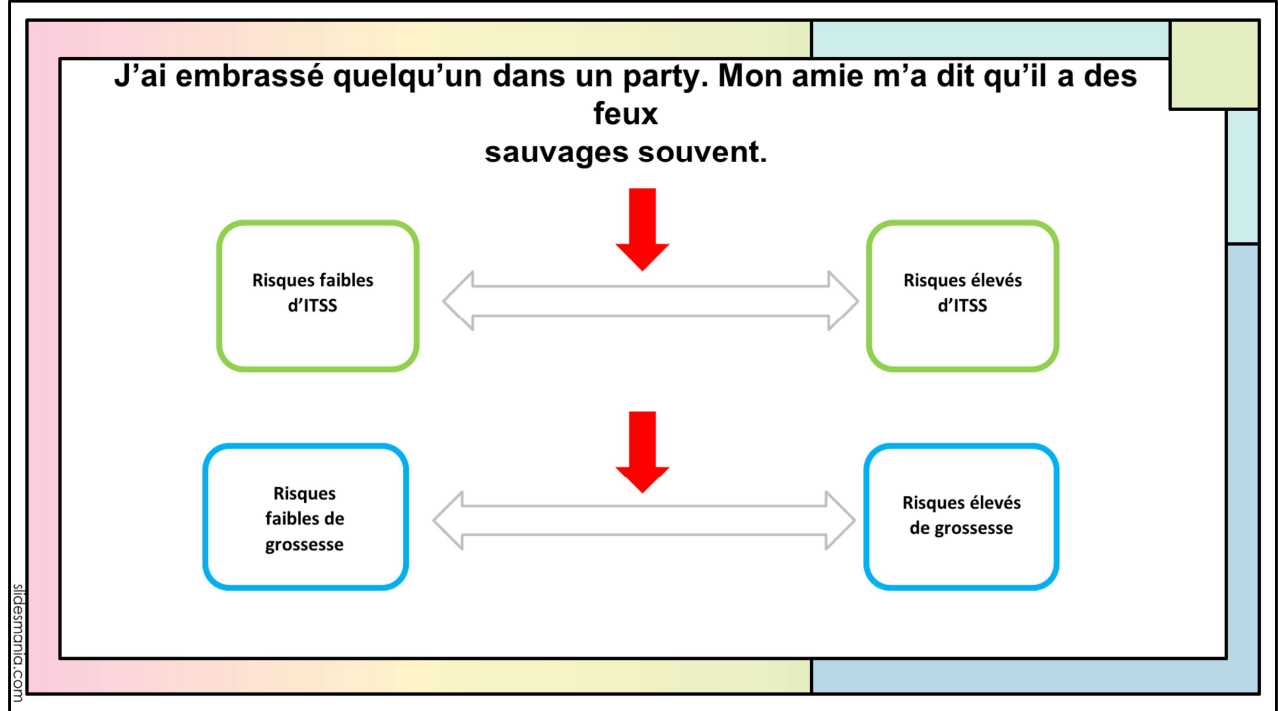 J'ai embrassé quelqu'un dans un party. Mon amie m'a dit qu'il a des
feux
sauvages souvent.
Risques faibles
d'ITSS
Risques élevés
d'ITSS
Risques
faibles de
grossesse
Risques élevés
de grossesse
slidesmania.com